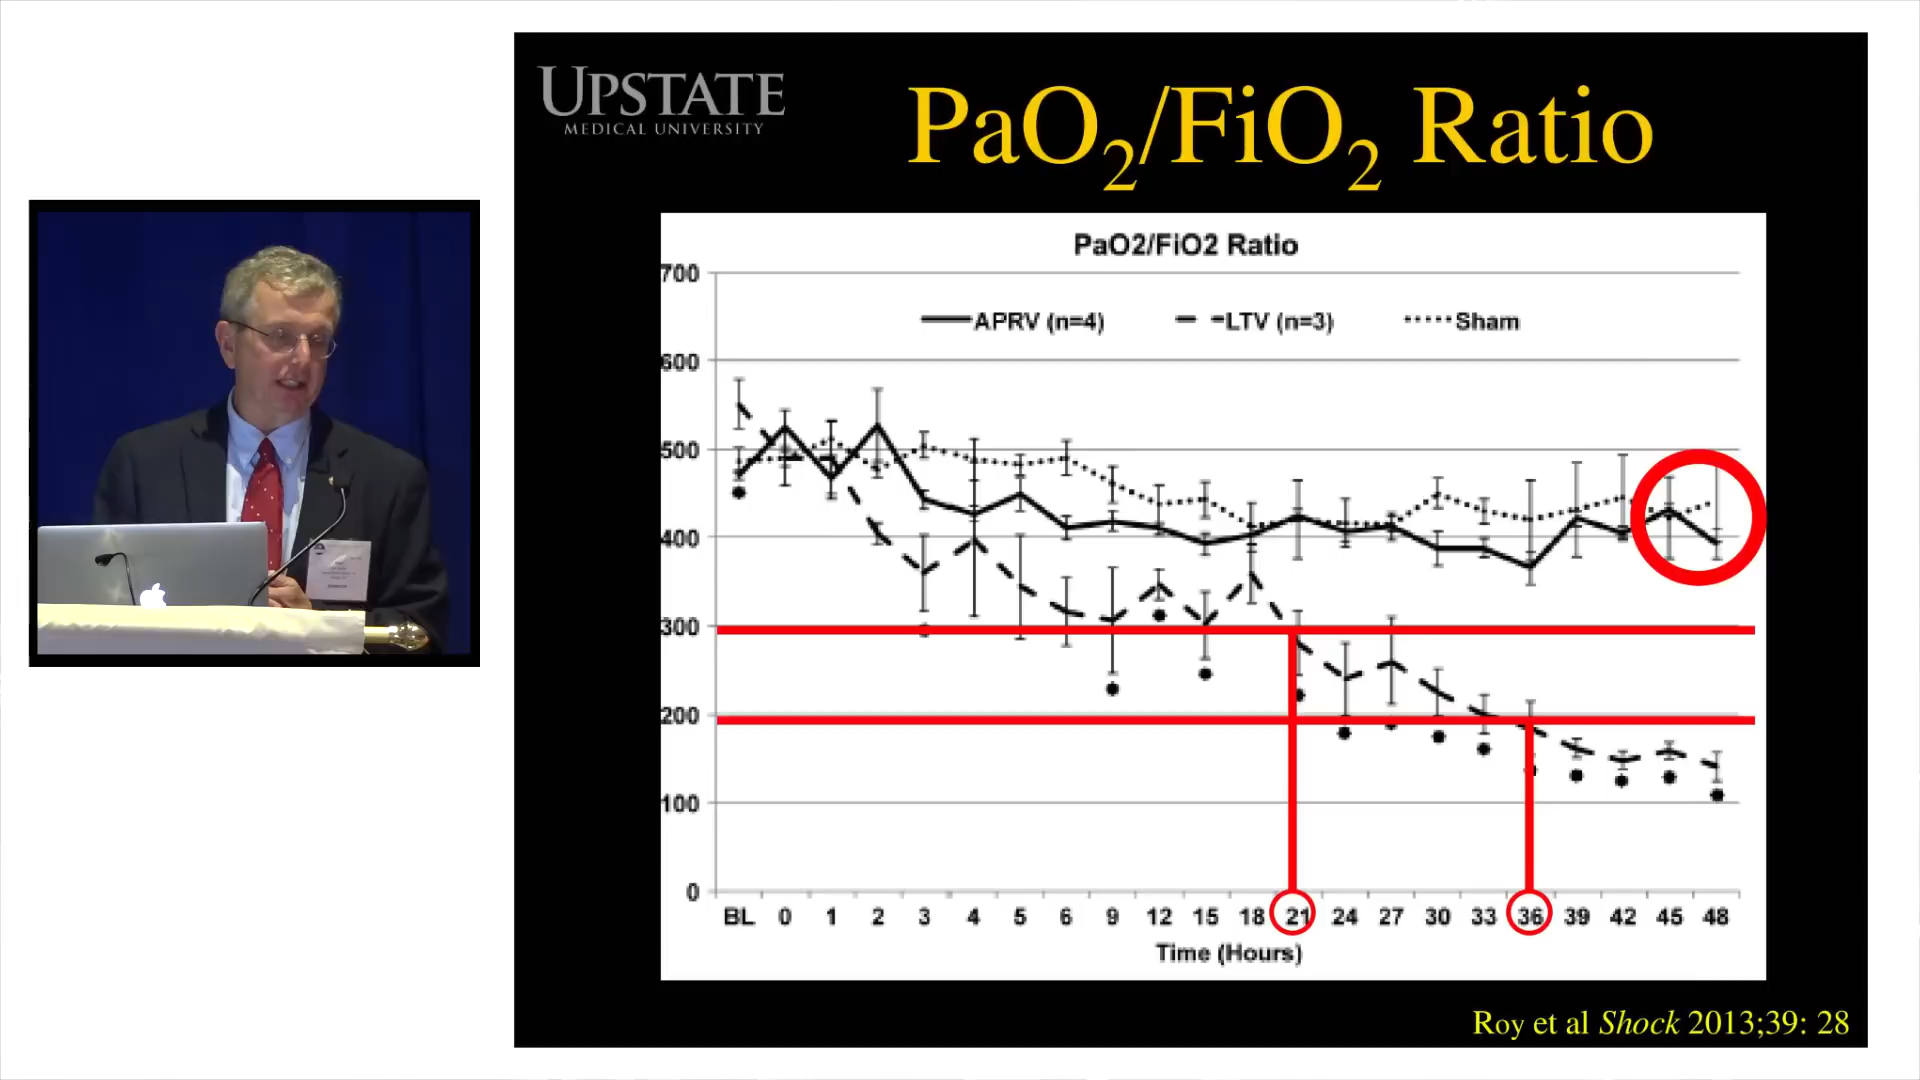 UPSTATE
MEDICAL UNIVERSITY
PaO2/FiO2 Ratio
PaO2/FiO2 Ratio
700
600
500
400
300
200
100
0
APRV (n=4)
LTV (n=3)
Sham
BL 0 1 2 3 4 5 6 9 12 15 18 21 24 27 30 33 36 39 42 45 48
Time (Hours)
Roy et al Shock 2013;39: 28